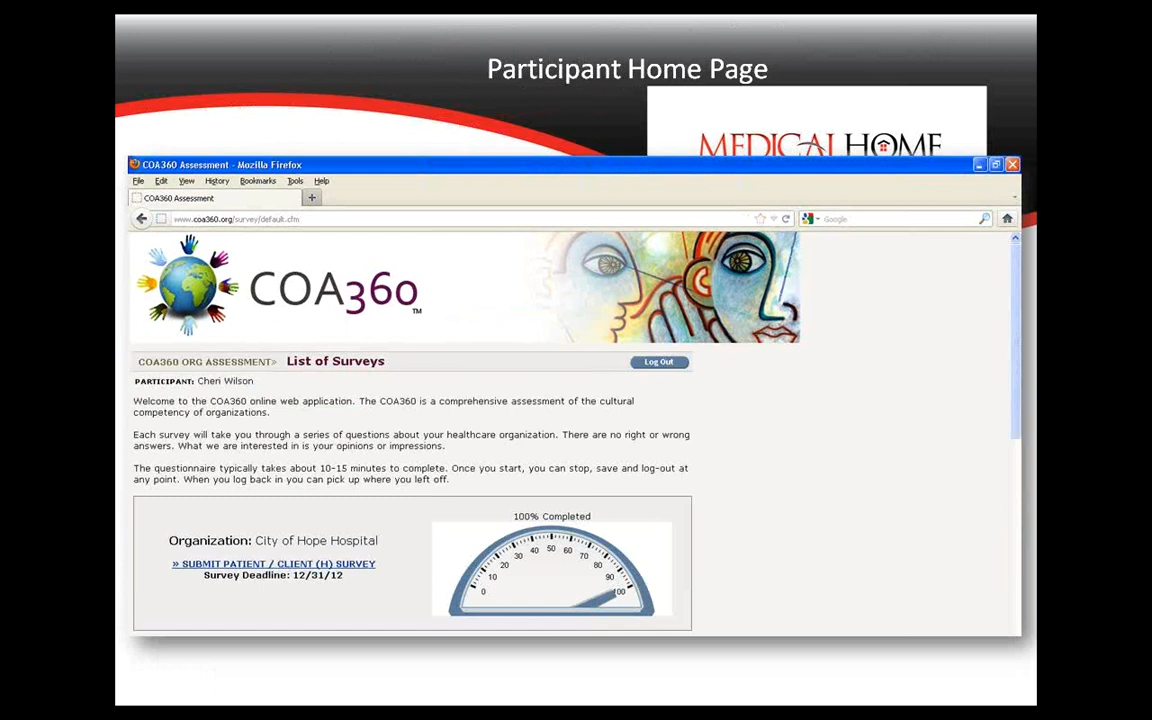 Participant Home Page
MEDICAL HOME
COA360 Assessment - Mozilla Firefox
File Edit View History Bookmarks Tools Help
COA360 Assessment +
www.coa360.org/survey/default.cfm
Google
COA360™
COA360 ORG ASSESSMENT» List of Surveys Log Out
PARTICIPANT: Cheri Wilson
Welcome to the COA360 online web application. The COA360 is a comprehensive assessment of the cultural
competency of organizations.
Each survey will take you through a series of questions about your healthcare organization. There are no right or wrong
answers. What we are interested in is your opinions or impressions.
The questionnaire typically takes about 10-15 minutes to complete. Once you start, you can stop, save and log-out at
any point. When you log back in you can pick up where you left off.
100% Completed
Organization: City of Hope Hospital
» SUBMIT PATIENT / CLIENT (H) SURVEY
Survey Deadline: 12/31/12
0 10 20 30 40 50 60 70 80 90 100